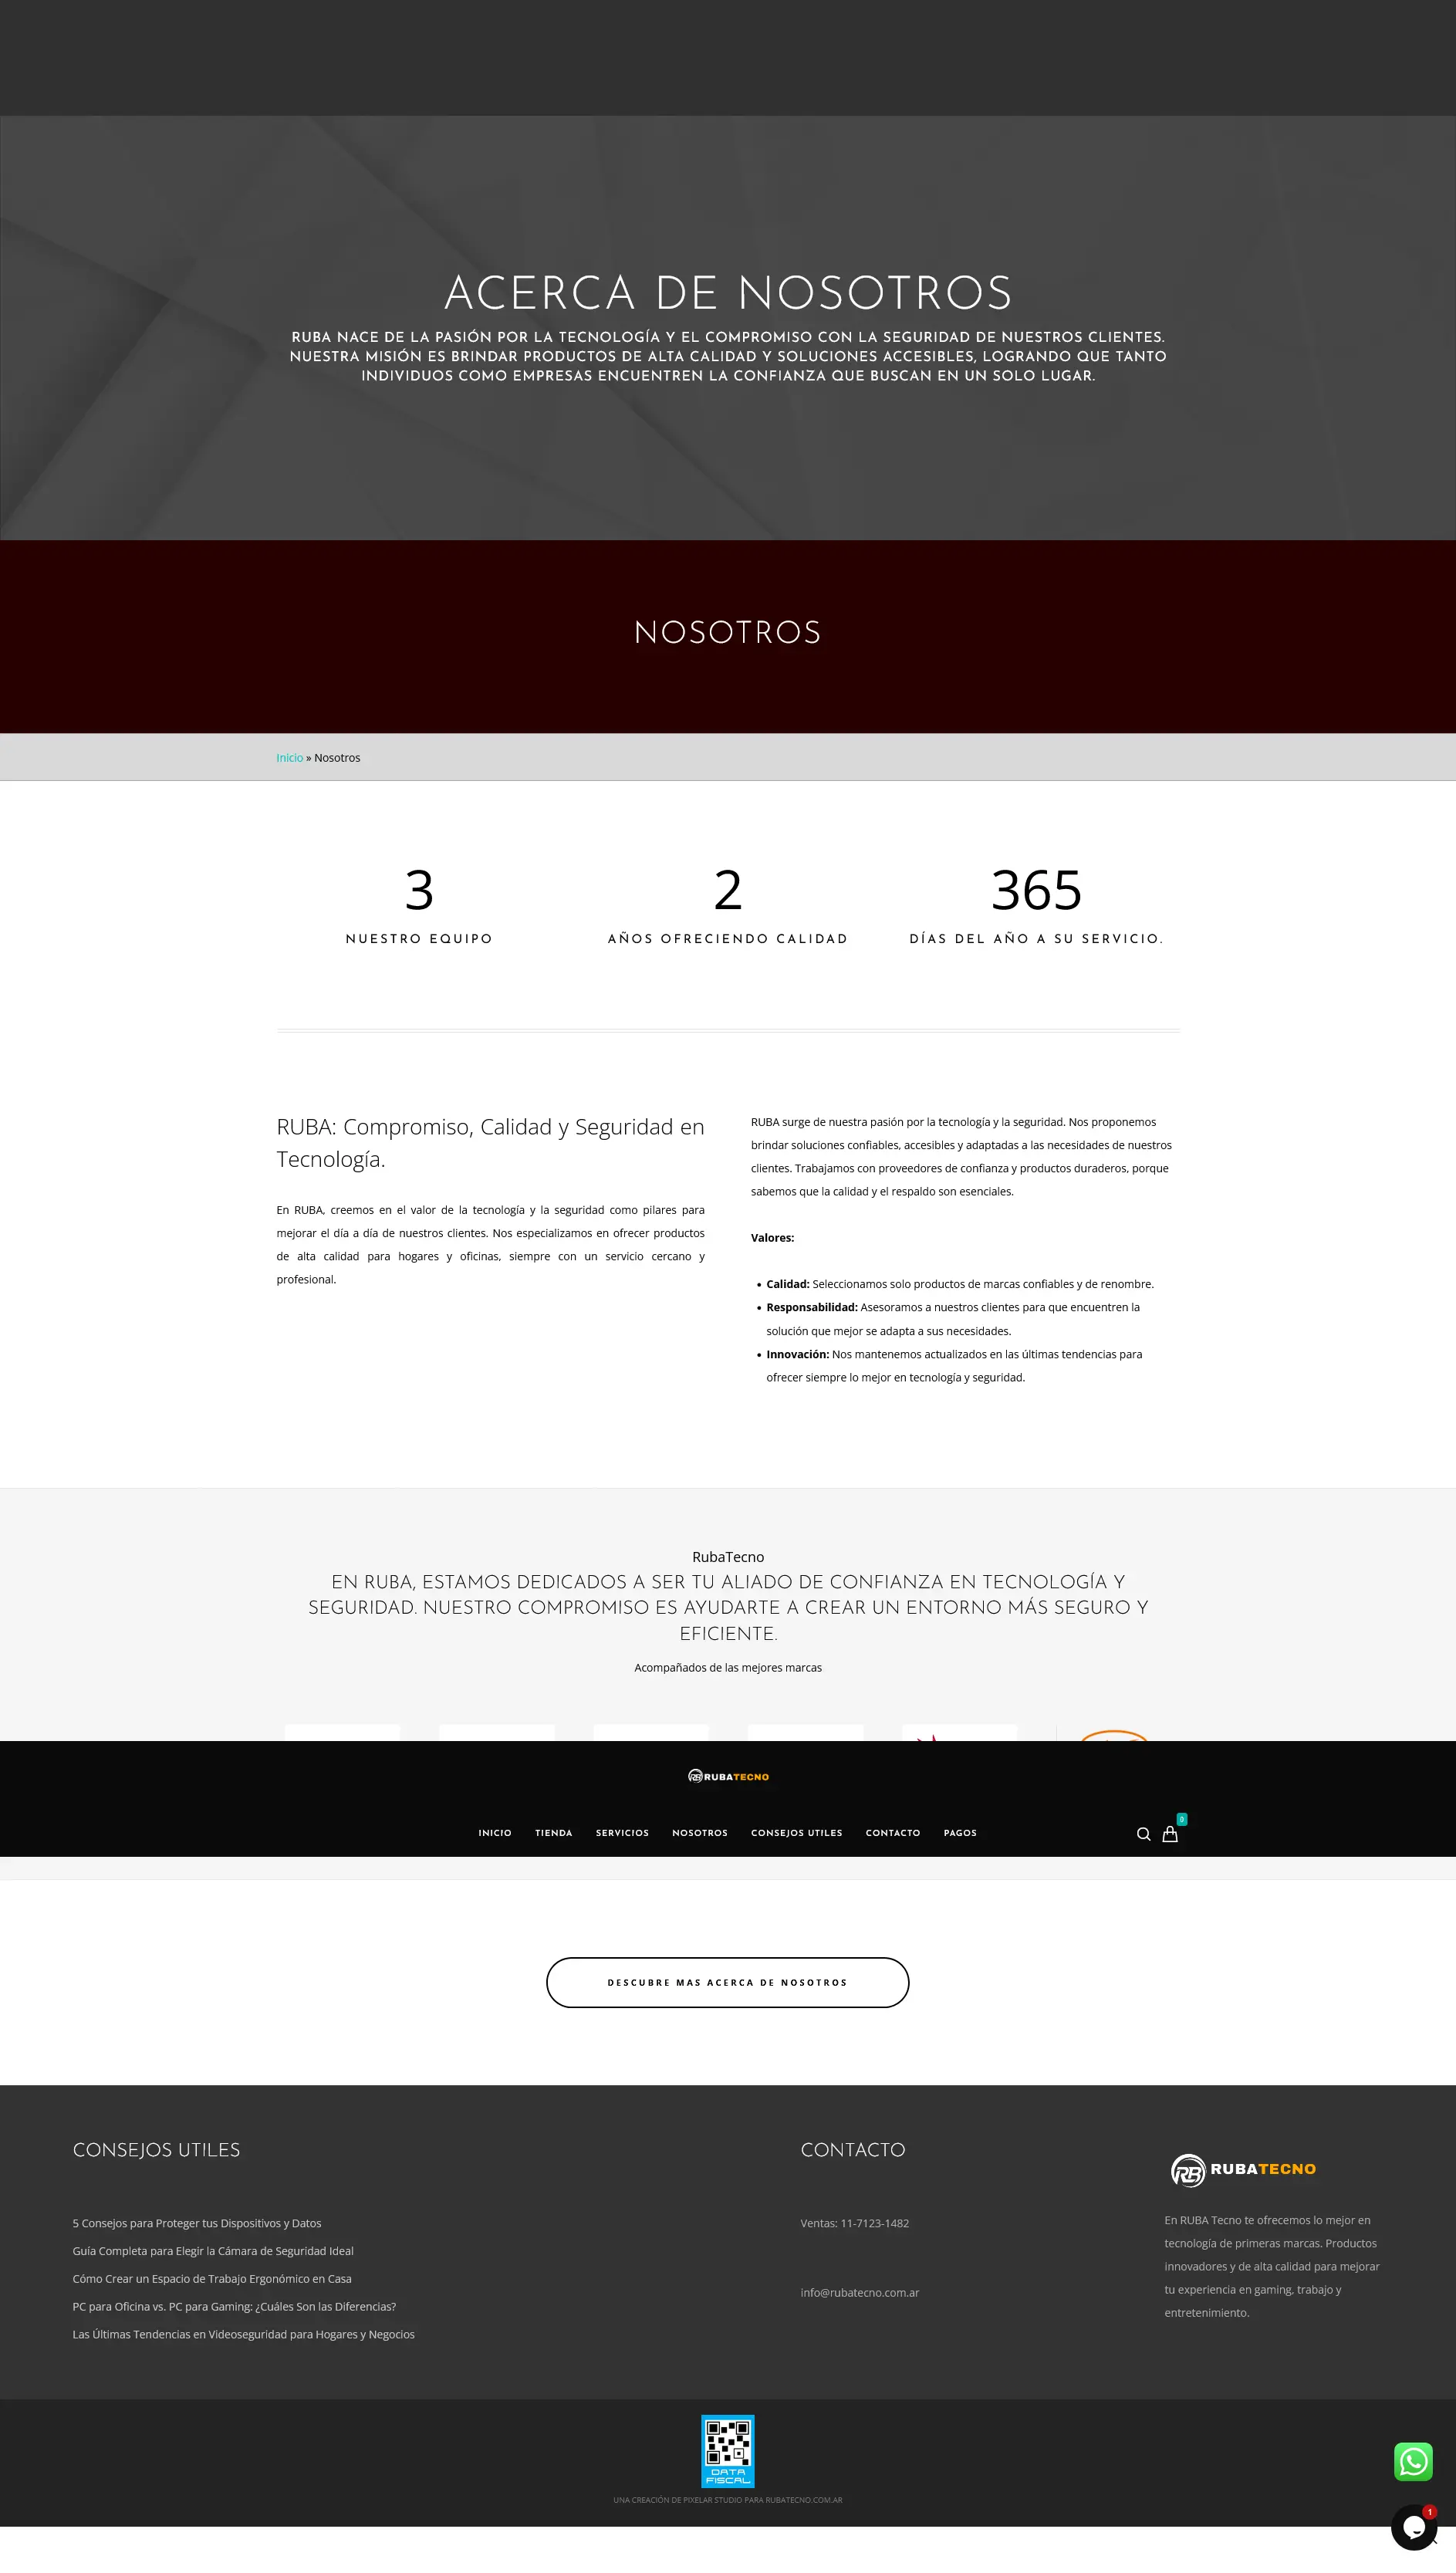 ACERCA DE NOSOTROS
RUBA NACE DE LA PASIÓN POR LA TECNOLOGÍA Y EL COMPROMISO CON LA SEGURIDAD DE NUESTROS CLIENTES.
NUESTRA MISIÓN ES BRINDAR PRODUCTOS DE ALTA CALIDAD Y SOLUCIONES ACCESIBLES, LOGRANDO QUE TANTO
INDIVIDUOS COMO EMPRESAS ENCUENTREN LA CONFIANZA QUE BUSCAN EN UN SOLO LUGAR.
NOSOTROS
Inicio » Nosotros
3
NUESTRO EQUIPO
2
AÑOS OFRECIENDO CALIDAD
365
DÍAS DEL AÑO A SU SERVICIO.
RUBA: Compromiso, Calidad y Seguridad en
Tecnología.
En RUBA, creemos en el valor de la tecnología y la seguridad como pilares para
mejorar el día a día de nuestros clientes. Nos especializamos en ofrecer productos
de alta calidad para hogares y oficinas, siempre con un servicio cercano y
profesional.
RUBA surge de nuestra pasión por la tecnología y la seguridad. Nos proponemos
brindar soluciones confiables, accesibles y adaptadas a las necesidades de nuestros
clientes. Trabajamos con proveedores de confianza y productos duraderos, porque
sabemos que la calidad y el respaldo son esenciales.
Valores:
• Calidad: Seleccionamos solo productos de marcas confiables y de renombre.
• Responsabilidad: Asesoramos a nuestros clientes para que encuentren la
solución que mejor se adapta a sus necesidades.
• Innovación: Nos mantenemos actualizados en las últimas tendencias para
ofrecer siempre lo mejor en tecnología y seguridad.
RubaTecno
EN RUBA, ESTAMOS DEDICADOS A SER TU ALIADO DE CONFIANZA EN TECNOLOGÍA Y
SEGURIDAD. NUESTRO COMPROMISO ES AYUDARTE A CREAR UN ENTORNO MÁS SEGURO Y
EFICIENTE.
Acompañados de las mejores marcas
RB RUBATECNO
INICIO TIENDA SERVICIOS NOSOTROS CONSEJOS UTILES CONTACTO PAGOS
0
DESCUBRE MAS ACERCA DE NOSOTROS
CONSEJOS UTILES
5 Consejos para Proteger tus Dispositivos y Datos
Guía Completa para Elegir la Cámara de Seguridad Ideal
Cómo Crear un Espacio de Trabajo Ergonómico en Casa
PC para Oficina vs. PC para Gaming: ¿Cuáles Son las Diferencias?
Las Últimas Tendencias en Videoseguridad para Hogares y Negocios
CONTACTO
Ventas: 11-7123-1482
info@rubatecno.com.ar
RB RUBATECNO
En RUBA Tecno te ofrecemos lo mejor en
tecnología de primeras marcas. Productos
innovadores y de alta calidad para mejorar
tu experiencia en gaming, trabajo y
entretenimiento.
DATA
FISCAL
UNA CREACIÓN DE PIXELAR STUDIO PARA RUBATECNO.COM.AR
1